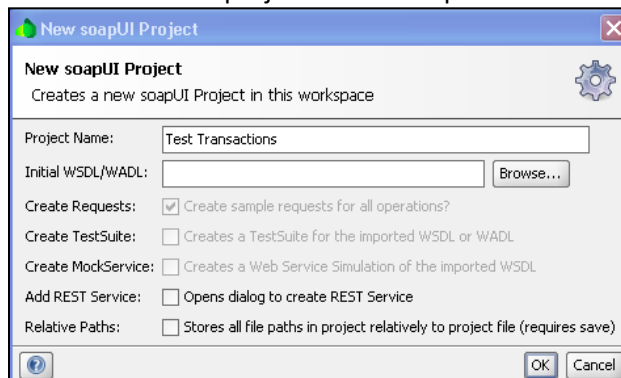 New soapUI Project
New soapUI Project
Creates a new soapUI Project in this workspace
Project Name: Test Transactions
Initial WSDL/WADL: Browse...
Create Requests: Create sample requests for all operations?
Create TestSuite: Creates a TestSuite for the imported WSDL or WADL
Create MockService: Creates a Web Service Simulation of the imported WSDL
Add REST Service: Opens dialog to create REST Service
Relative Paths: Stores all file paths in project relatively to project file (requires save)
? OK Cancel